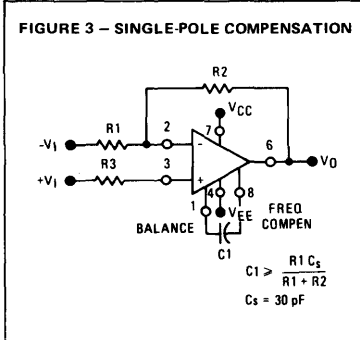 FIGURE 3 – SINGLE-POLE COMPENSATION
R2
VCC
R1
2
7
6
-Vi
-
VO
R3
3
+Vi
+
1
4
8
BALANCE
VEE
FREQ
COMPEN
C1
C1 ⩾ R1 Cs
R1 + R2
Cs = 30 pF